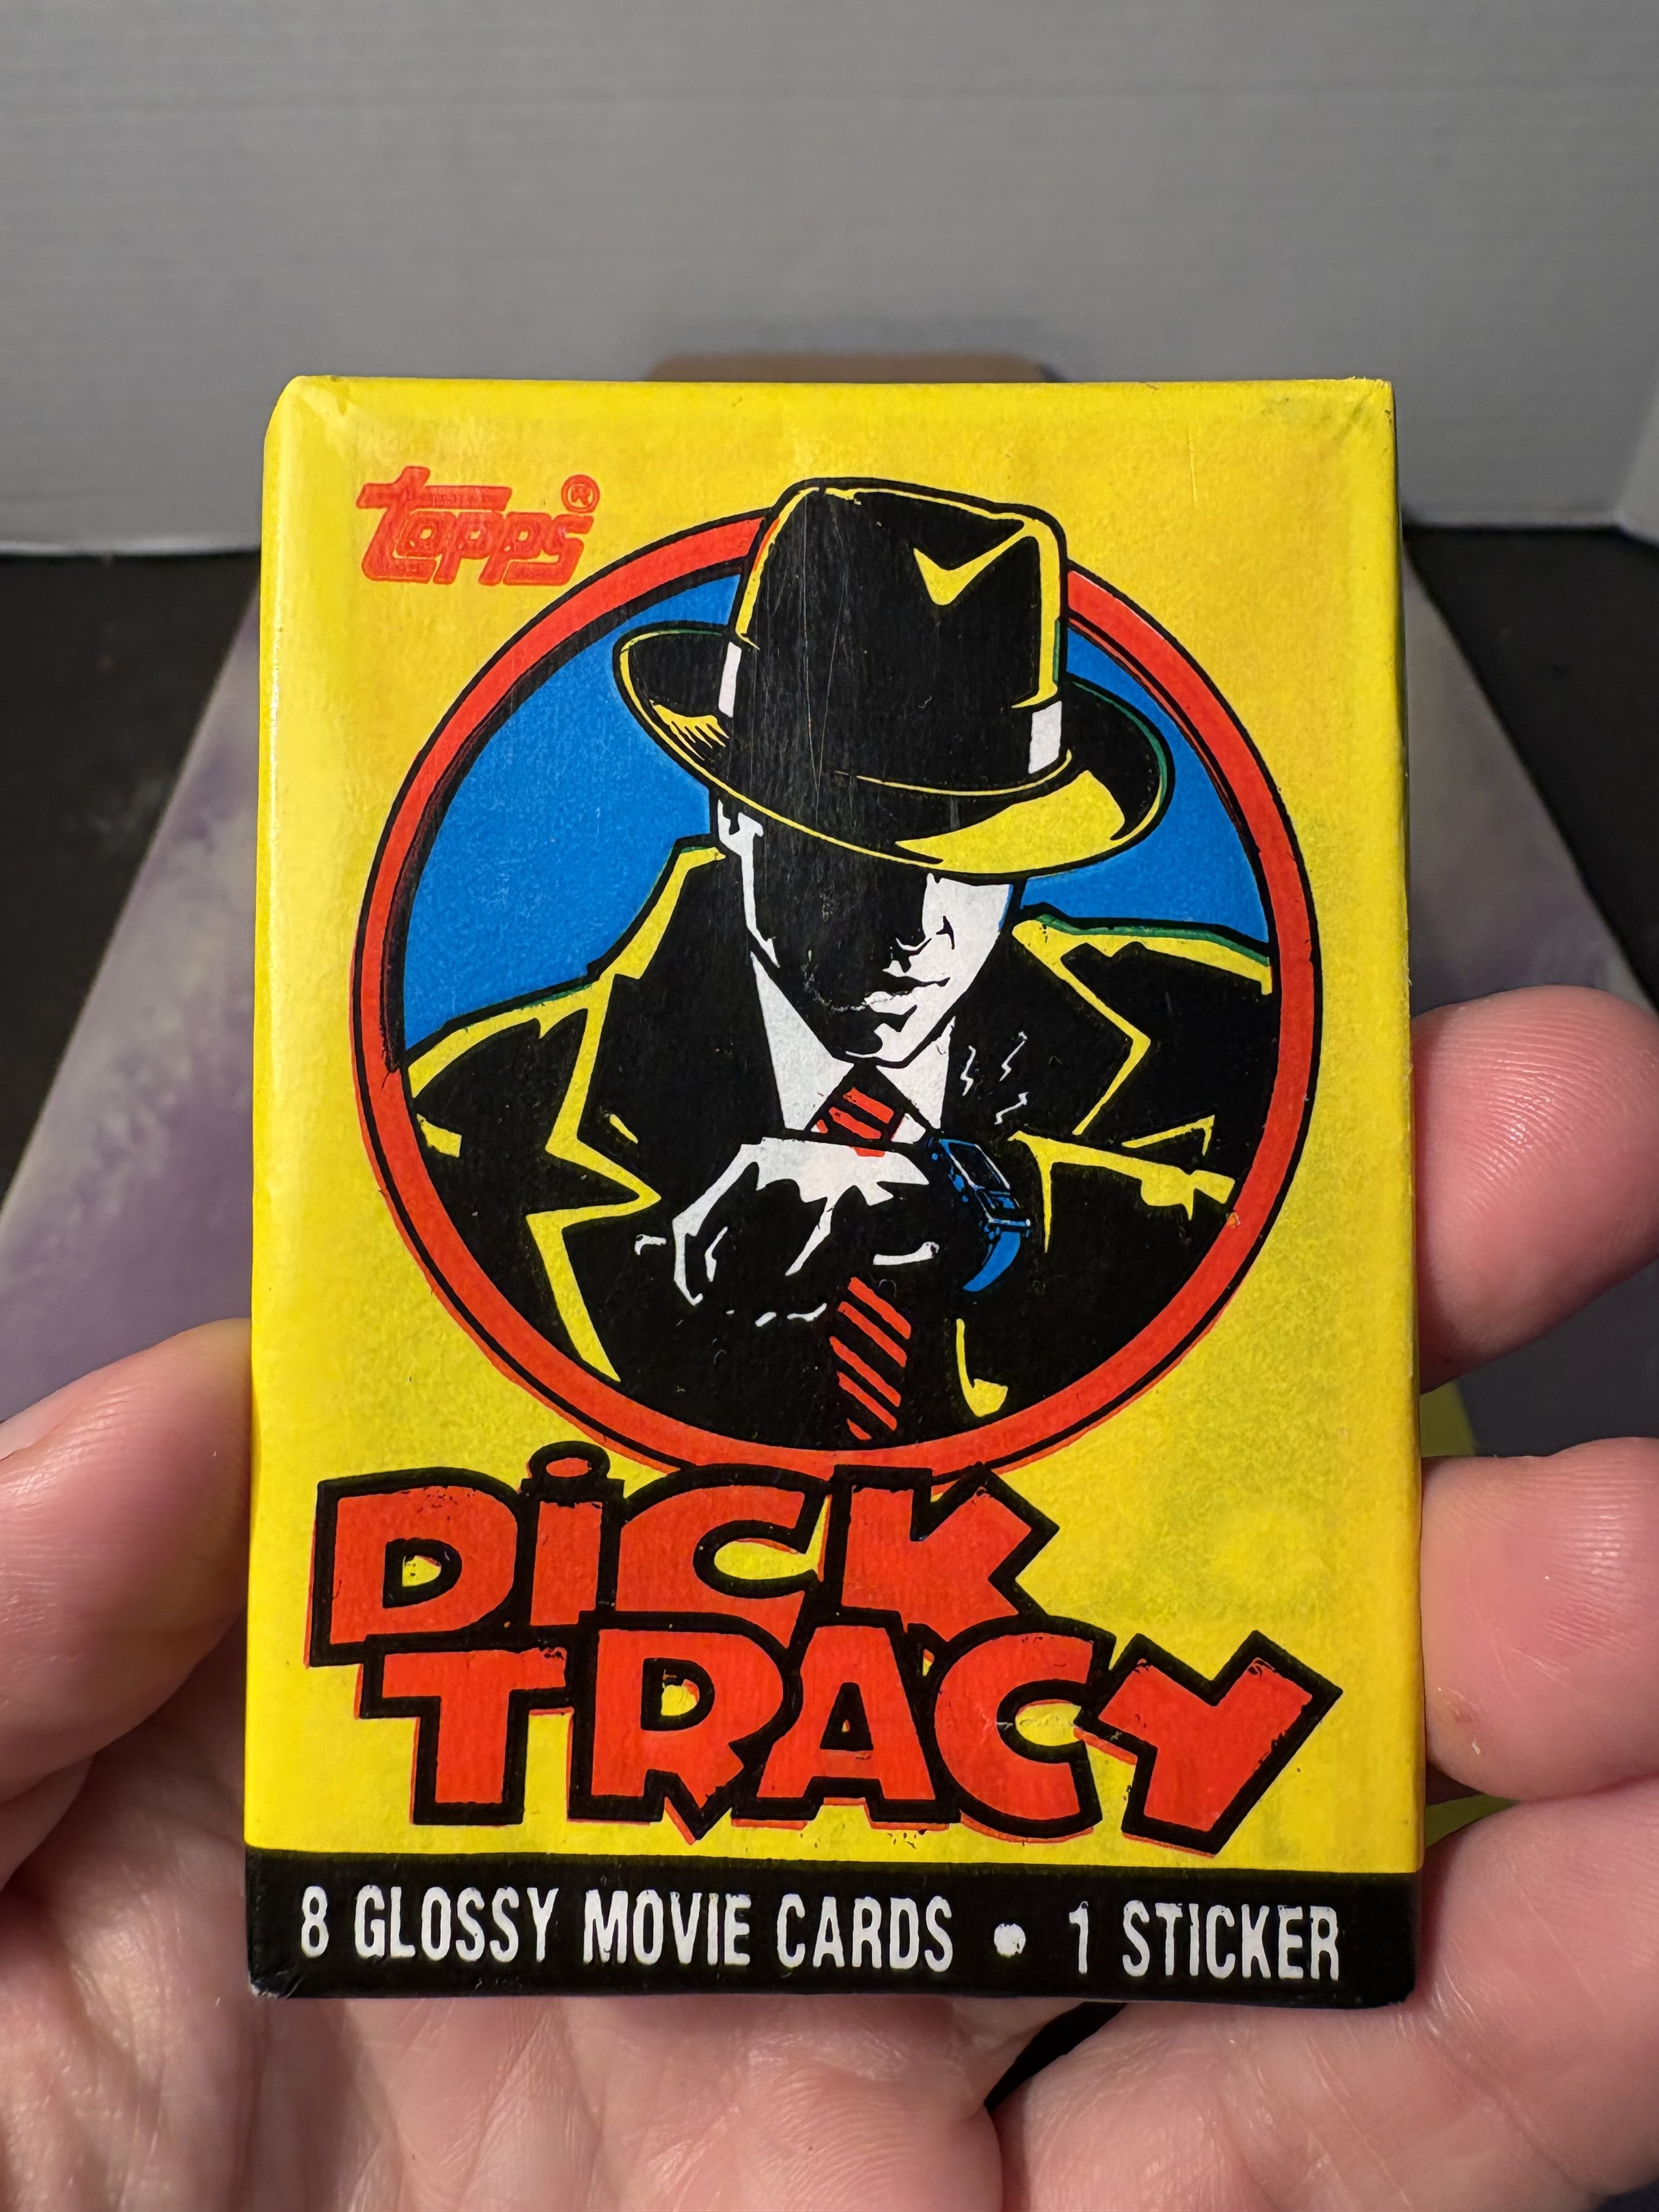 topps®
DiCK
TRACY
8 GLOSSY MOVIE CARDS • 1 STICKER